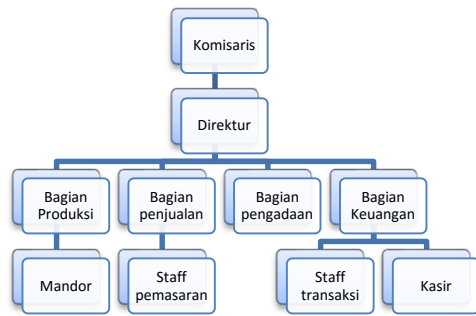 Komisaris
Direktur
Bagian
Produksi
Bagian
penjualan
Bagian
pengadaan
Bagian
Keuangan
Mandor
Staff
pemasaran
Staff
transaksi
Kasir